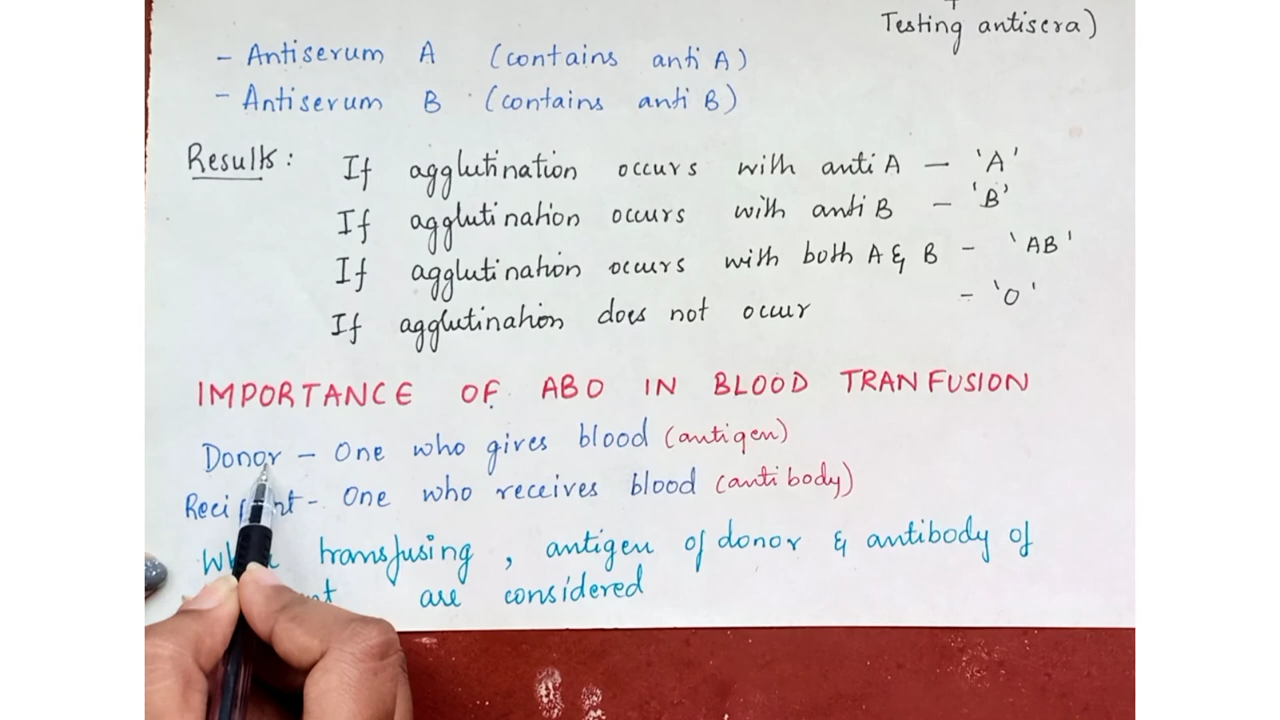 Testing antisera)
- Antiserum A (contains anti A)
- Antiserum B (contains anti B)
Results: If agglutination occurs with anti A — 'A'
If agglutination occurs with anti B — 'B'
If agglutination occurs with both A & B - 'AB'
If agglutination does not occur - 'O'
IMPORTANCE OF ABO IN BLOOD TRANFUSION
Donor - One who gives blood (antigen)
- One who receives blood (antibody)
transfusing, antigen of donor & antibody of
are considered